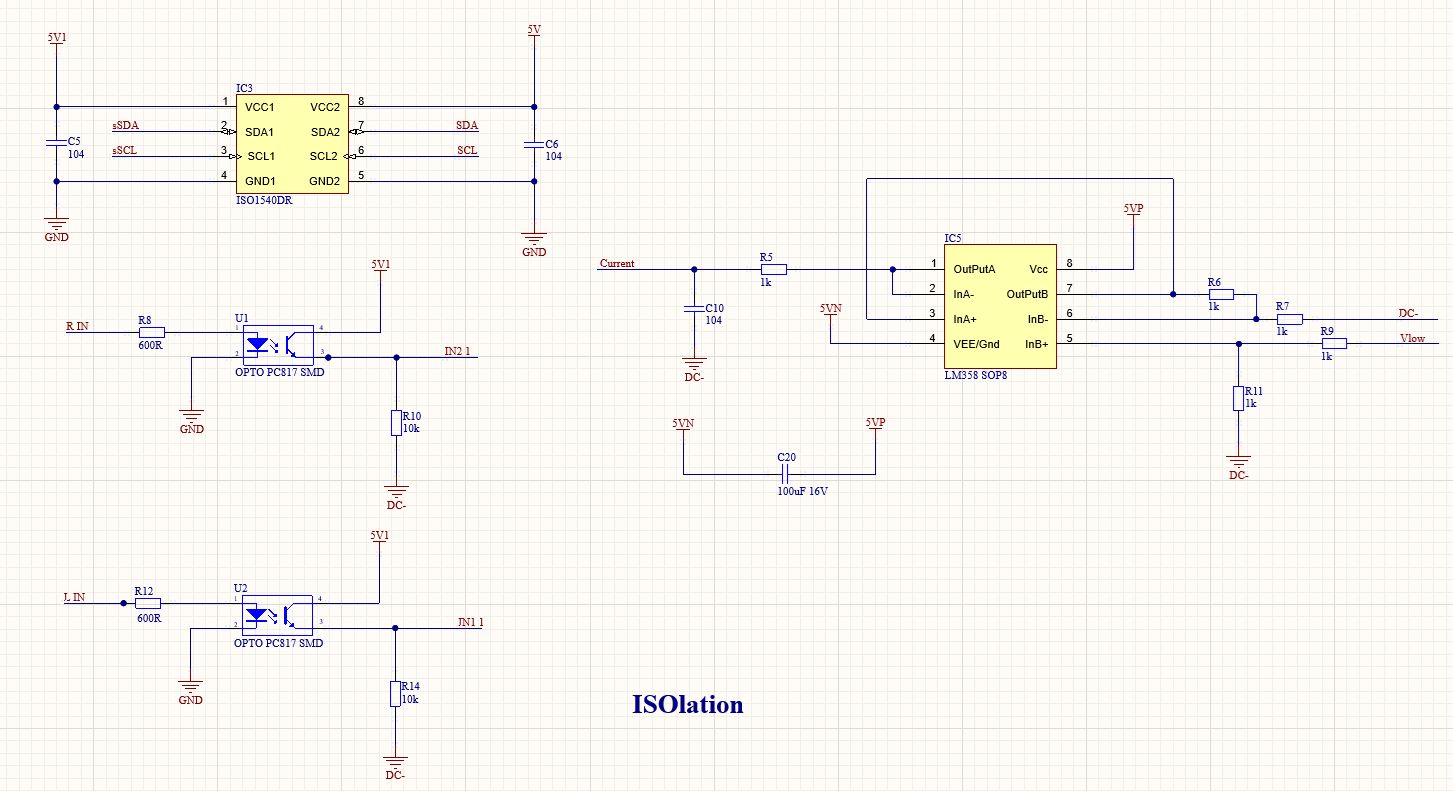 5V1
5V
IC3
1 VCC1 VCC2 8
sSDA 2 SDA1 SDA2 7 SDA
C5
104
C6
104
sSCL 3 SCL1 SCL2 6 SCL
4 GND1 GND2 5
ISO1540DR
GND
GND
5V1
R8
R IN
600R
U1
1 4
2 3
IN2 1
OPTO PC817 SMD
GND
R10
10k
DC-
5V1
R12
L IN
600R
U2
1 4
2 3
IN1 1
OPTO PC817 SMD
GND
R14
10k
DC-
5VP
IC5
Current
R5
1k
1 OutPutA Vcc 8
2 InA- OutPutB 7
3 InA+ InB- 6
4 VEE/Gnd InB+ 5
LM358 SOP8
C10
104
DC-
5VN
R6
1k
R7
1k
DC-
R9
1k
Vlow
R11
1k
DC-
5VN
5VP
C20
100uF 16V
ISOlation